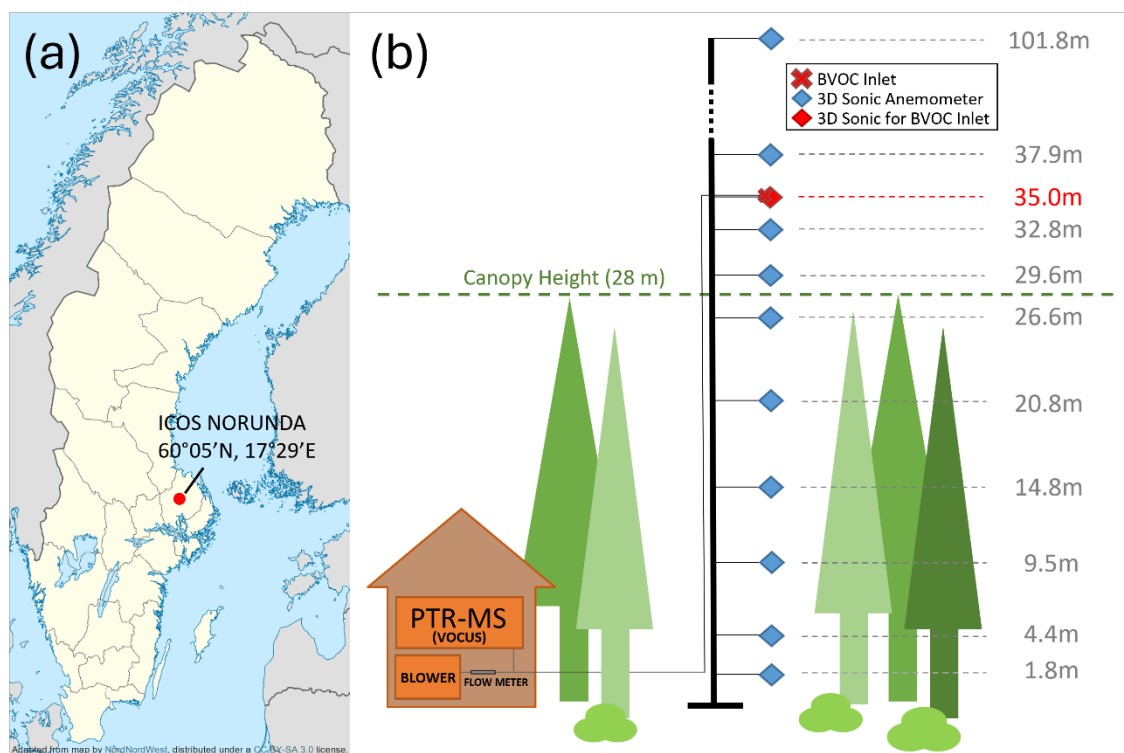 (a)
ICOS NORUNDA
60°05'N, 17°29'E
Adapted from map by NordNordWest, distributed under a CC BY-SA 3.0 license.
(b)
101.8m
BVOC Inlet
3D Sonic Anemometer
3D Sonic for BVOC Inlet
37.9m
35.0m
32.8m
Canopy Height (28 m)
29.6m
26.6m
20.8m
14.8m
9.5m
4.4m
1.8m
PTR-MS
(VOCUS)
BLOWER
FLOW METER